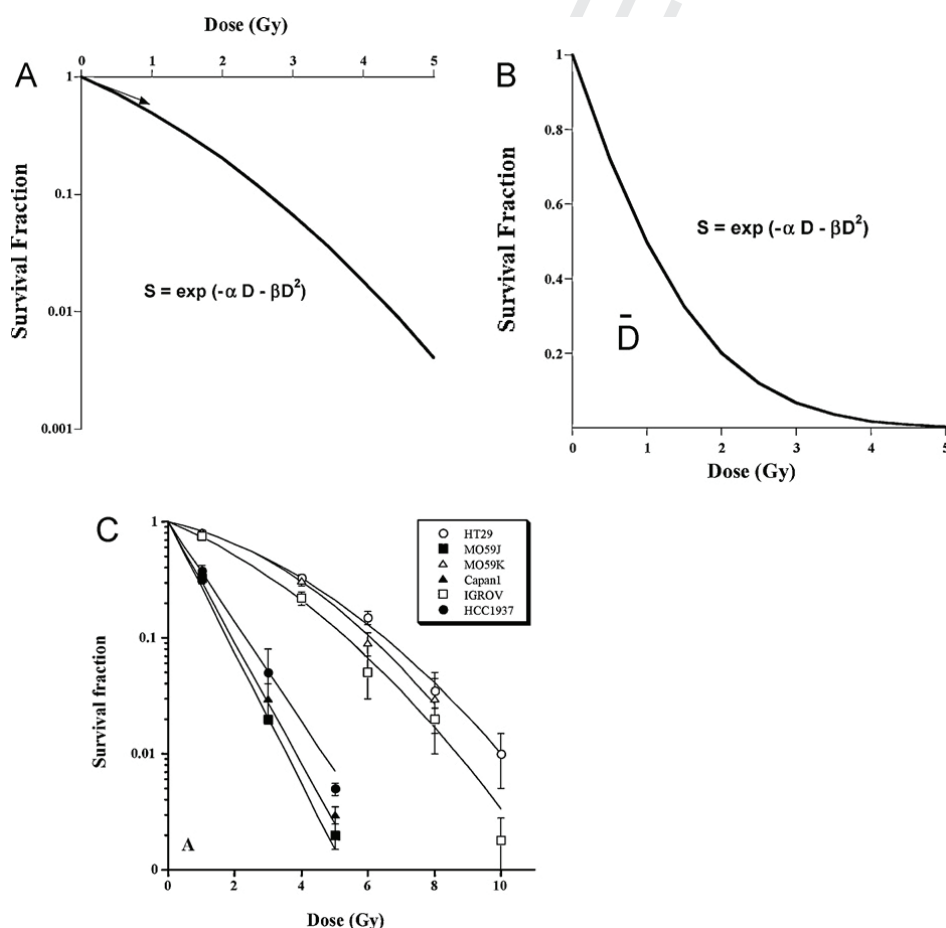 A
Dose (Gy)
0 1 2 3 4 5
1
0.1
0.01
0.001
Survival Fraction
S = exp (-α D - βD²)
B
1
0.8
0.6
0.4
0.2
Survival Fraction
S = exp (-α D - βD²)
D̄
0 1 2 3 4 5
Dose (Gy)
C
1
0.1
0.01
0
Survival fraction
HT29
MO59J
MO59K
Capan1
IGROV
HCC1937
A
0 2 4 6 8 10
Dose (Gy)